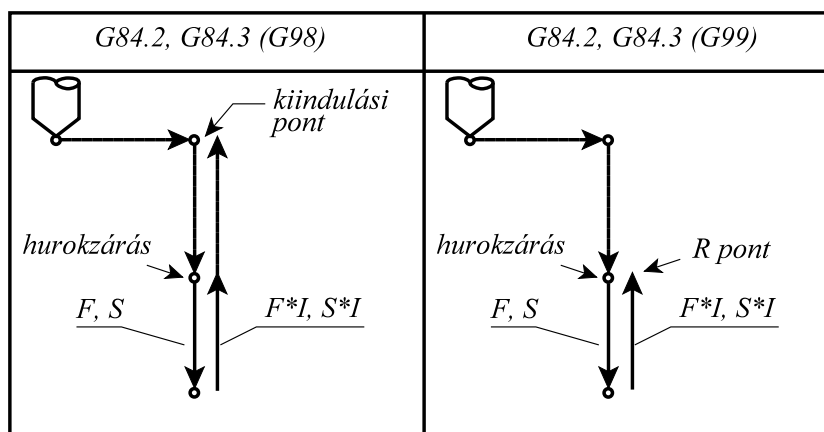 G84.2, G84.3 (G98)
G84.2, G84.3 (G99)
kiindulási
pont
hurokzárás
F, S
F*I, S*I
hurokzárás
R pont
F, S
F*I, S*I